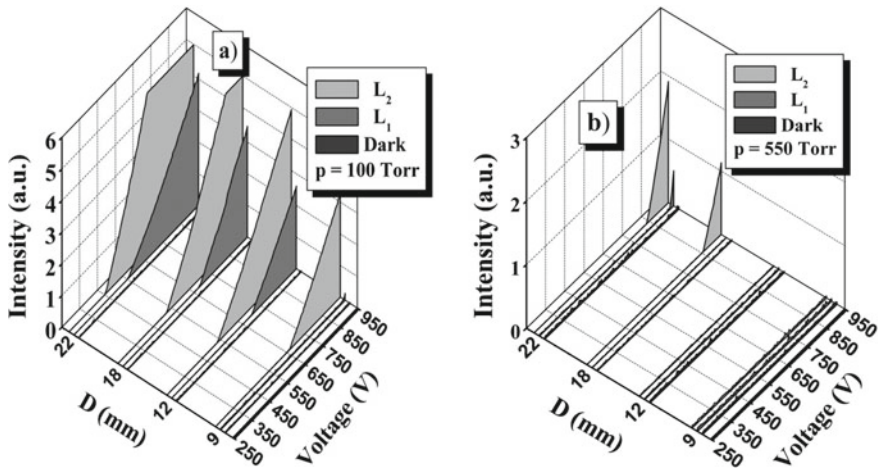 a)
L2
L1
Dark
p = 100 Torr
Intensity (a.u.)
6
5
4
3
2
1
0
22
18
12
9
D (mm)
250
350
450
550
650
750
850
950
Voltage (V)
b)
L2
L1
Dark
p = 550 Torr
Intensity (a.u.)
3
2
1
0
22
18
12
9
D (mm)
250
350
450
550
650
750
850
950
Voltage (V)